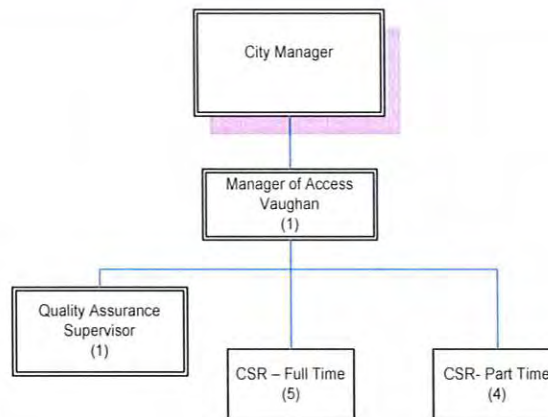 City Manager
Manager of Access
Vaughan
(1)
Quality Assurance
Supervisor
(1)
CSR – Full Time
(5)
CSR- Part Time
(4)